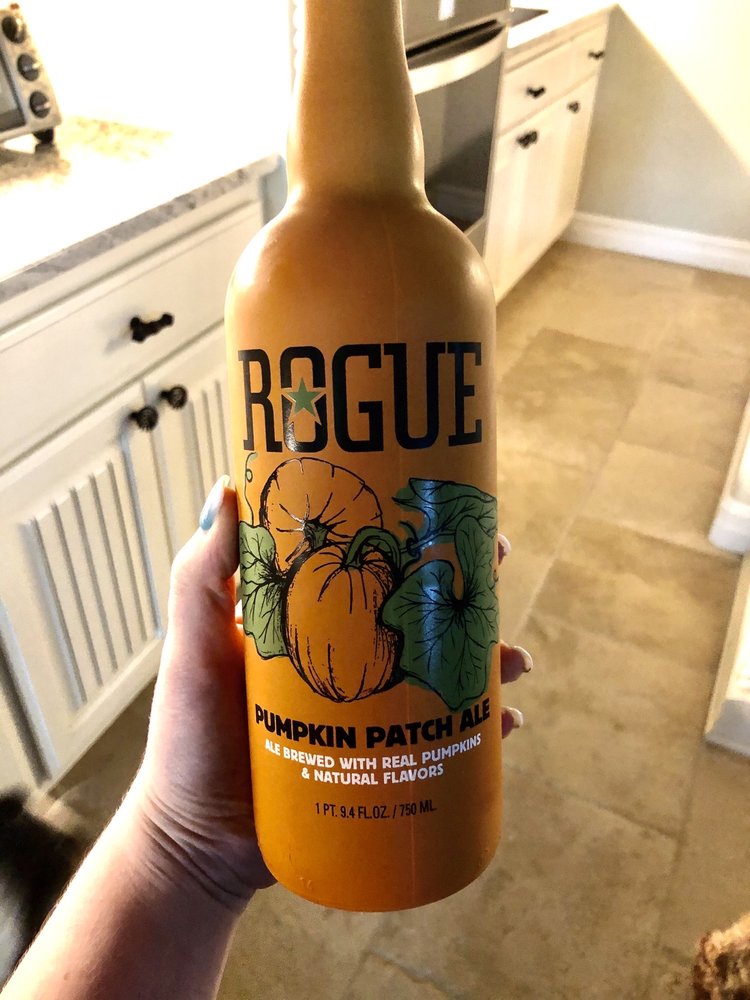 ROGUE
PUMPKIN PATCH ALE
ALE BREWED WITH REAL PUMPKINS
& NATURAL FLAVORS
1 PT. 9.4 FL.OZ. / 750 ML.